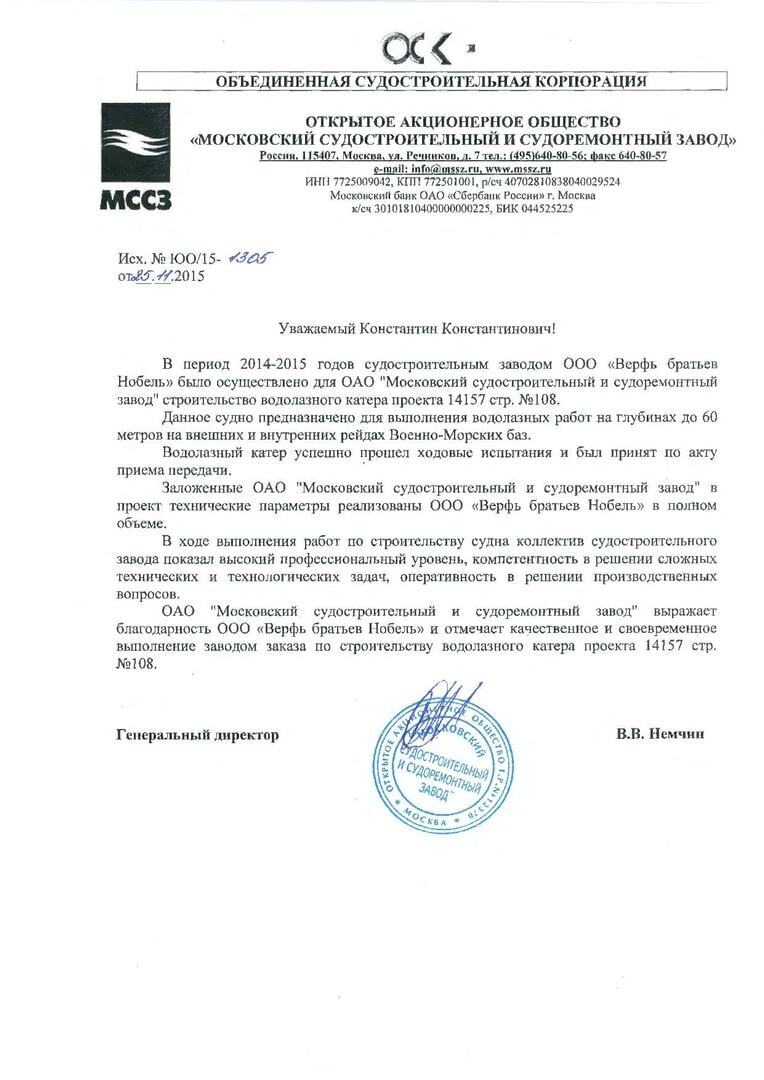 ОСК
ОБЪЕДИНЕННАЯ СУДОСТРОИТЕЛЬНАЯ КОРПОРАЦИЯ
МССЗ
ОТКРЫТОЕ АКЦИОНЕРНОЕ ОБЩЕСТВО
«МОСКОВСКИЙ СУДОСТРОИТЕЛЬНЫЙ И СУДОРЕМОНТНЫЙ ЗАВОД»
Россия, 115407, Москва, ул. Речников, д. 7 тел.: (495)640-80-56; факс 640-80-57
e-mail: info@mssz.ru, www.mssz.ru
ИНН 7725009042, КПП 772501001, р/сч 40702810838040029524
Московский банк ОАО «Сбербанк России» г. Москва
к/сч 30101810400000000225, БИК 044525225
Исх. № ЮО/15- 1305
от 25.11.2015
Уважаемый Константин Константинович!
В период 2014-2015 годов судостроительным заводом ООО «Верфь братьев
Нобель» было осуществлено для ОАО "Московский судостроительный и судоремонтный
завод" строительство водолазного катера проекта 14157 стр. №108.
Данное судно предназначено для выполнения водолазных работ на глубинах до 60
метров на внешних и внутренних рейдах Военно-Морских баз.
Водолазный катер успешно прошел ходовые испытания и был принят по акту
приема передачи.
Заложенные ОАО "Московский судостроительный и судоремонтный завод" в
проект технические параметры реализованы ООО «Верфь братьев Нобель» в полном
объеме.
В ходе выполнения работ по строительству судна коллектив судостроительного
завода показал высокий профессиональный уровень, компетентность в решении сложных
технических и технологических задач, оперативность в решении производственных
вопросов.
ОАО "Московский судостроительный и судоремонтный завод" выражает
благодарность ООО «Верфь братьев Нобель» и отмечает качественное и своевременное
выполнение заводом заказа по строительству водолазного катера проекта 14157 стр.
№108.
Генеральный директор
В.В. Немчин
ОТКРЫТОЕ АКЦИОНЕРНОЕ ОБЩЕСТВО Г.Р.№12378
* МОСКВА *
"МОСКОВСКИЙ
СУДОСТРОИТЕЛЬНЫЙ
И СУДОРЕМОНТНЫЙ
ЗАВОД"